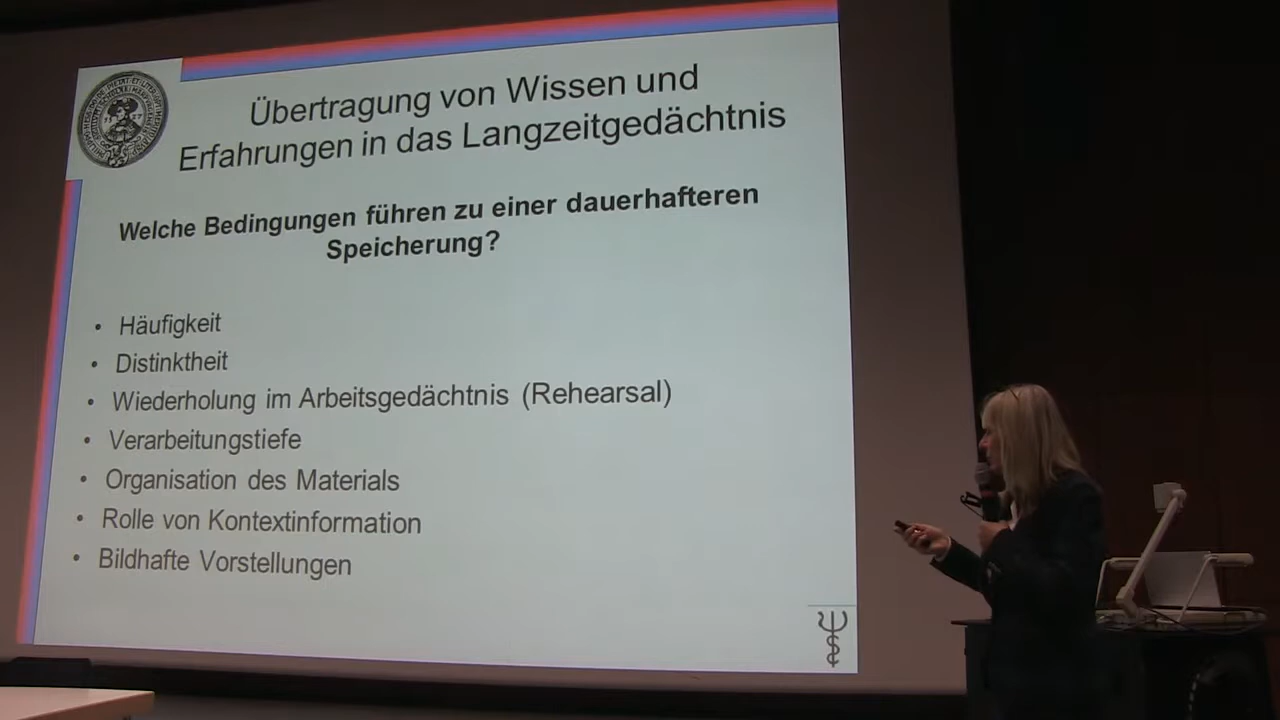 Übertragung von Wissen und
Erfahrungen in das Langzeitgedächtnis
Welche Bedingungen führen zu einer dauerhafteren
Speicherung?
• Häufigkeit
• Distinktheit
• Wiederholung im Arbeitsgedächtnis (Rehearsal)
• Verarbeitungstiefe
• Organisation des Materials
• Rolle von Kontextinformation
• Bildhafte Vorstellungen